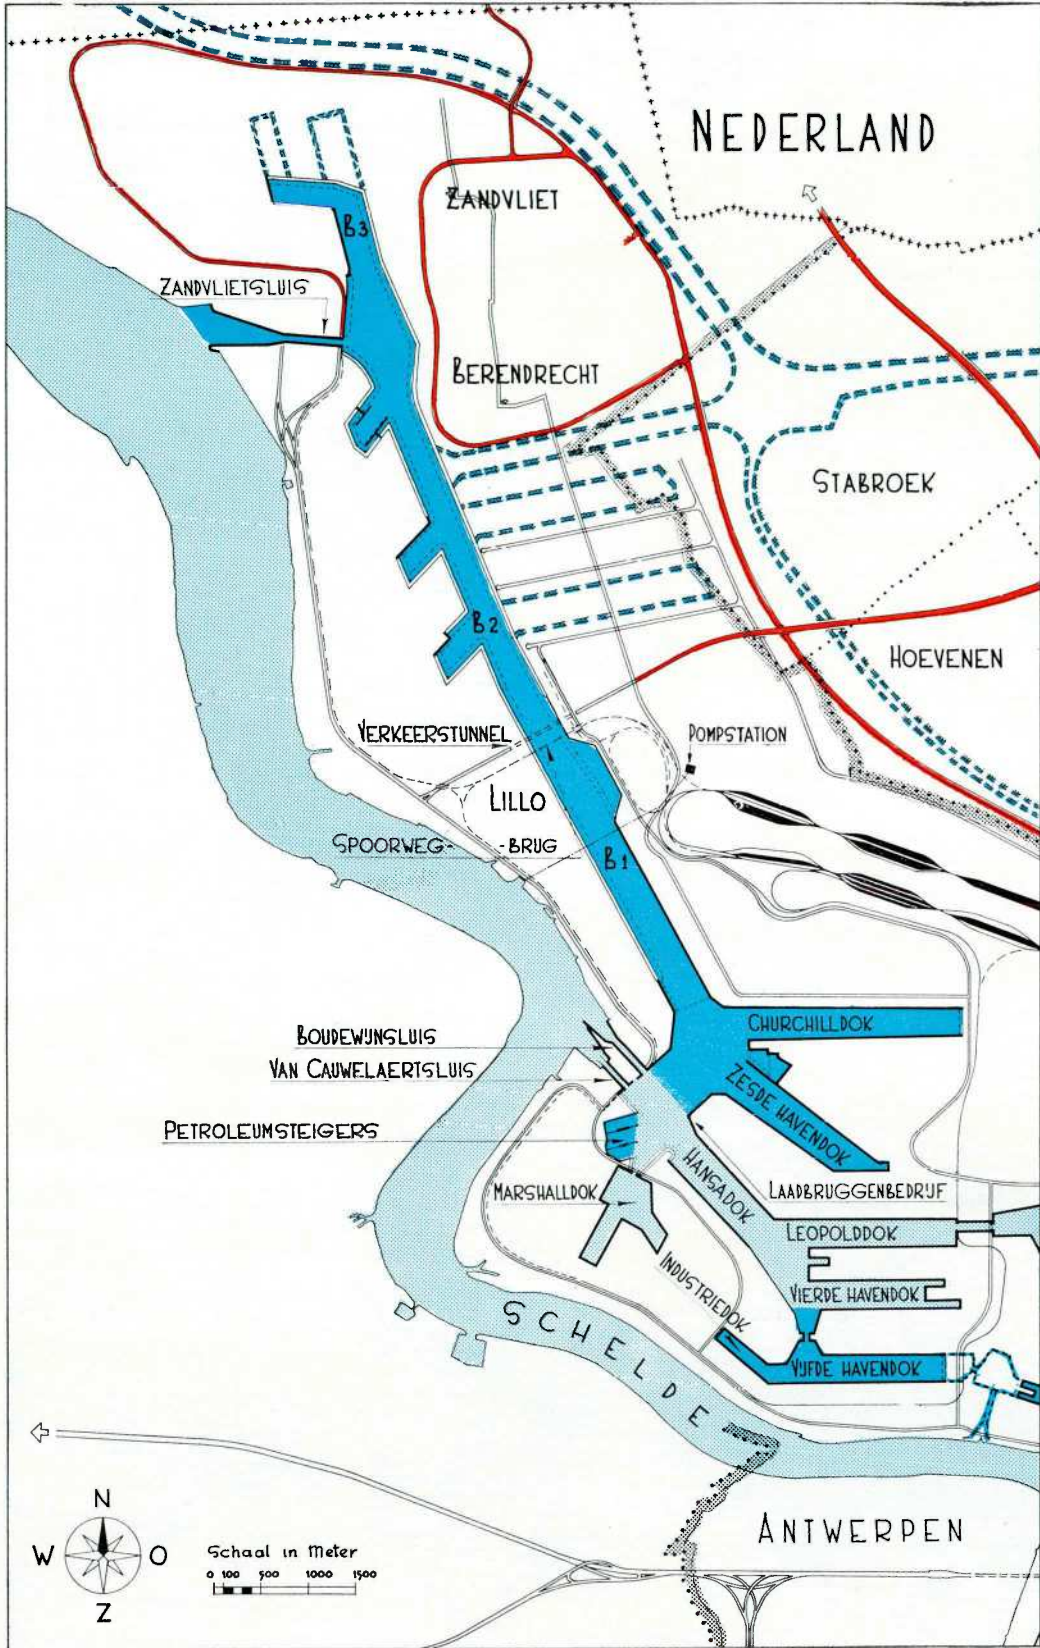 NEDERLAND
ZANDVLIET
B3
ZANDVLIETSLUIS
BERENDRECHT
STABROEK
B2
HOEVENEN
VERKEERSTUNNEL
POMPSTATION
LILLO
SPOORWEG- -BRUG
B1
CHURCHILLDOK
BOUDEWIJNSLUIS
VAN CAUWELAERTSLUIS
ZESDE HAVENDOK
PETROLEUMSTEIGERS
HANSADOK
MARSHALLDOK
LAADBRUGGENBEDRIJF
LEOPOLDDOK
INDUSTRIEDOK
VIERDE HAVENDOK
SCHELDE
VIJFDE HAVENDOK
ANTWERPEN
N
W O
Z
Schaal in Meter
0 100 500 1000 1500